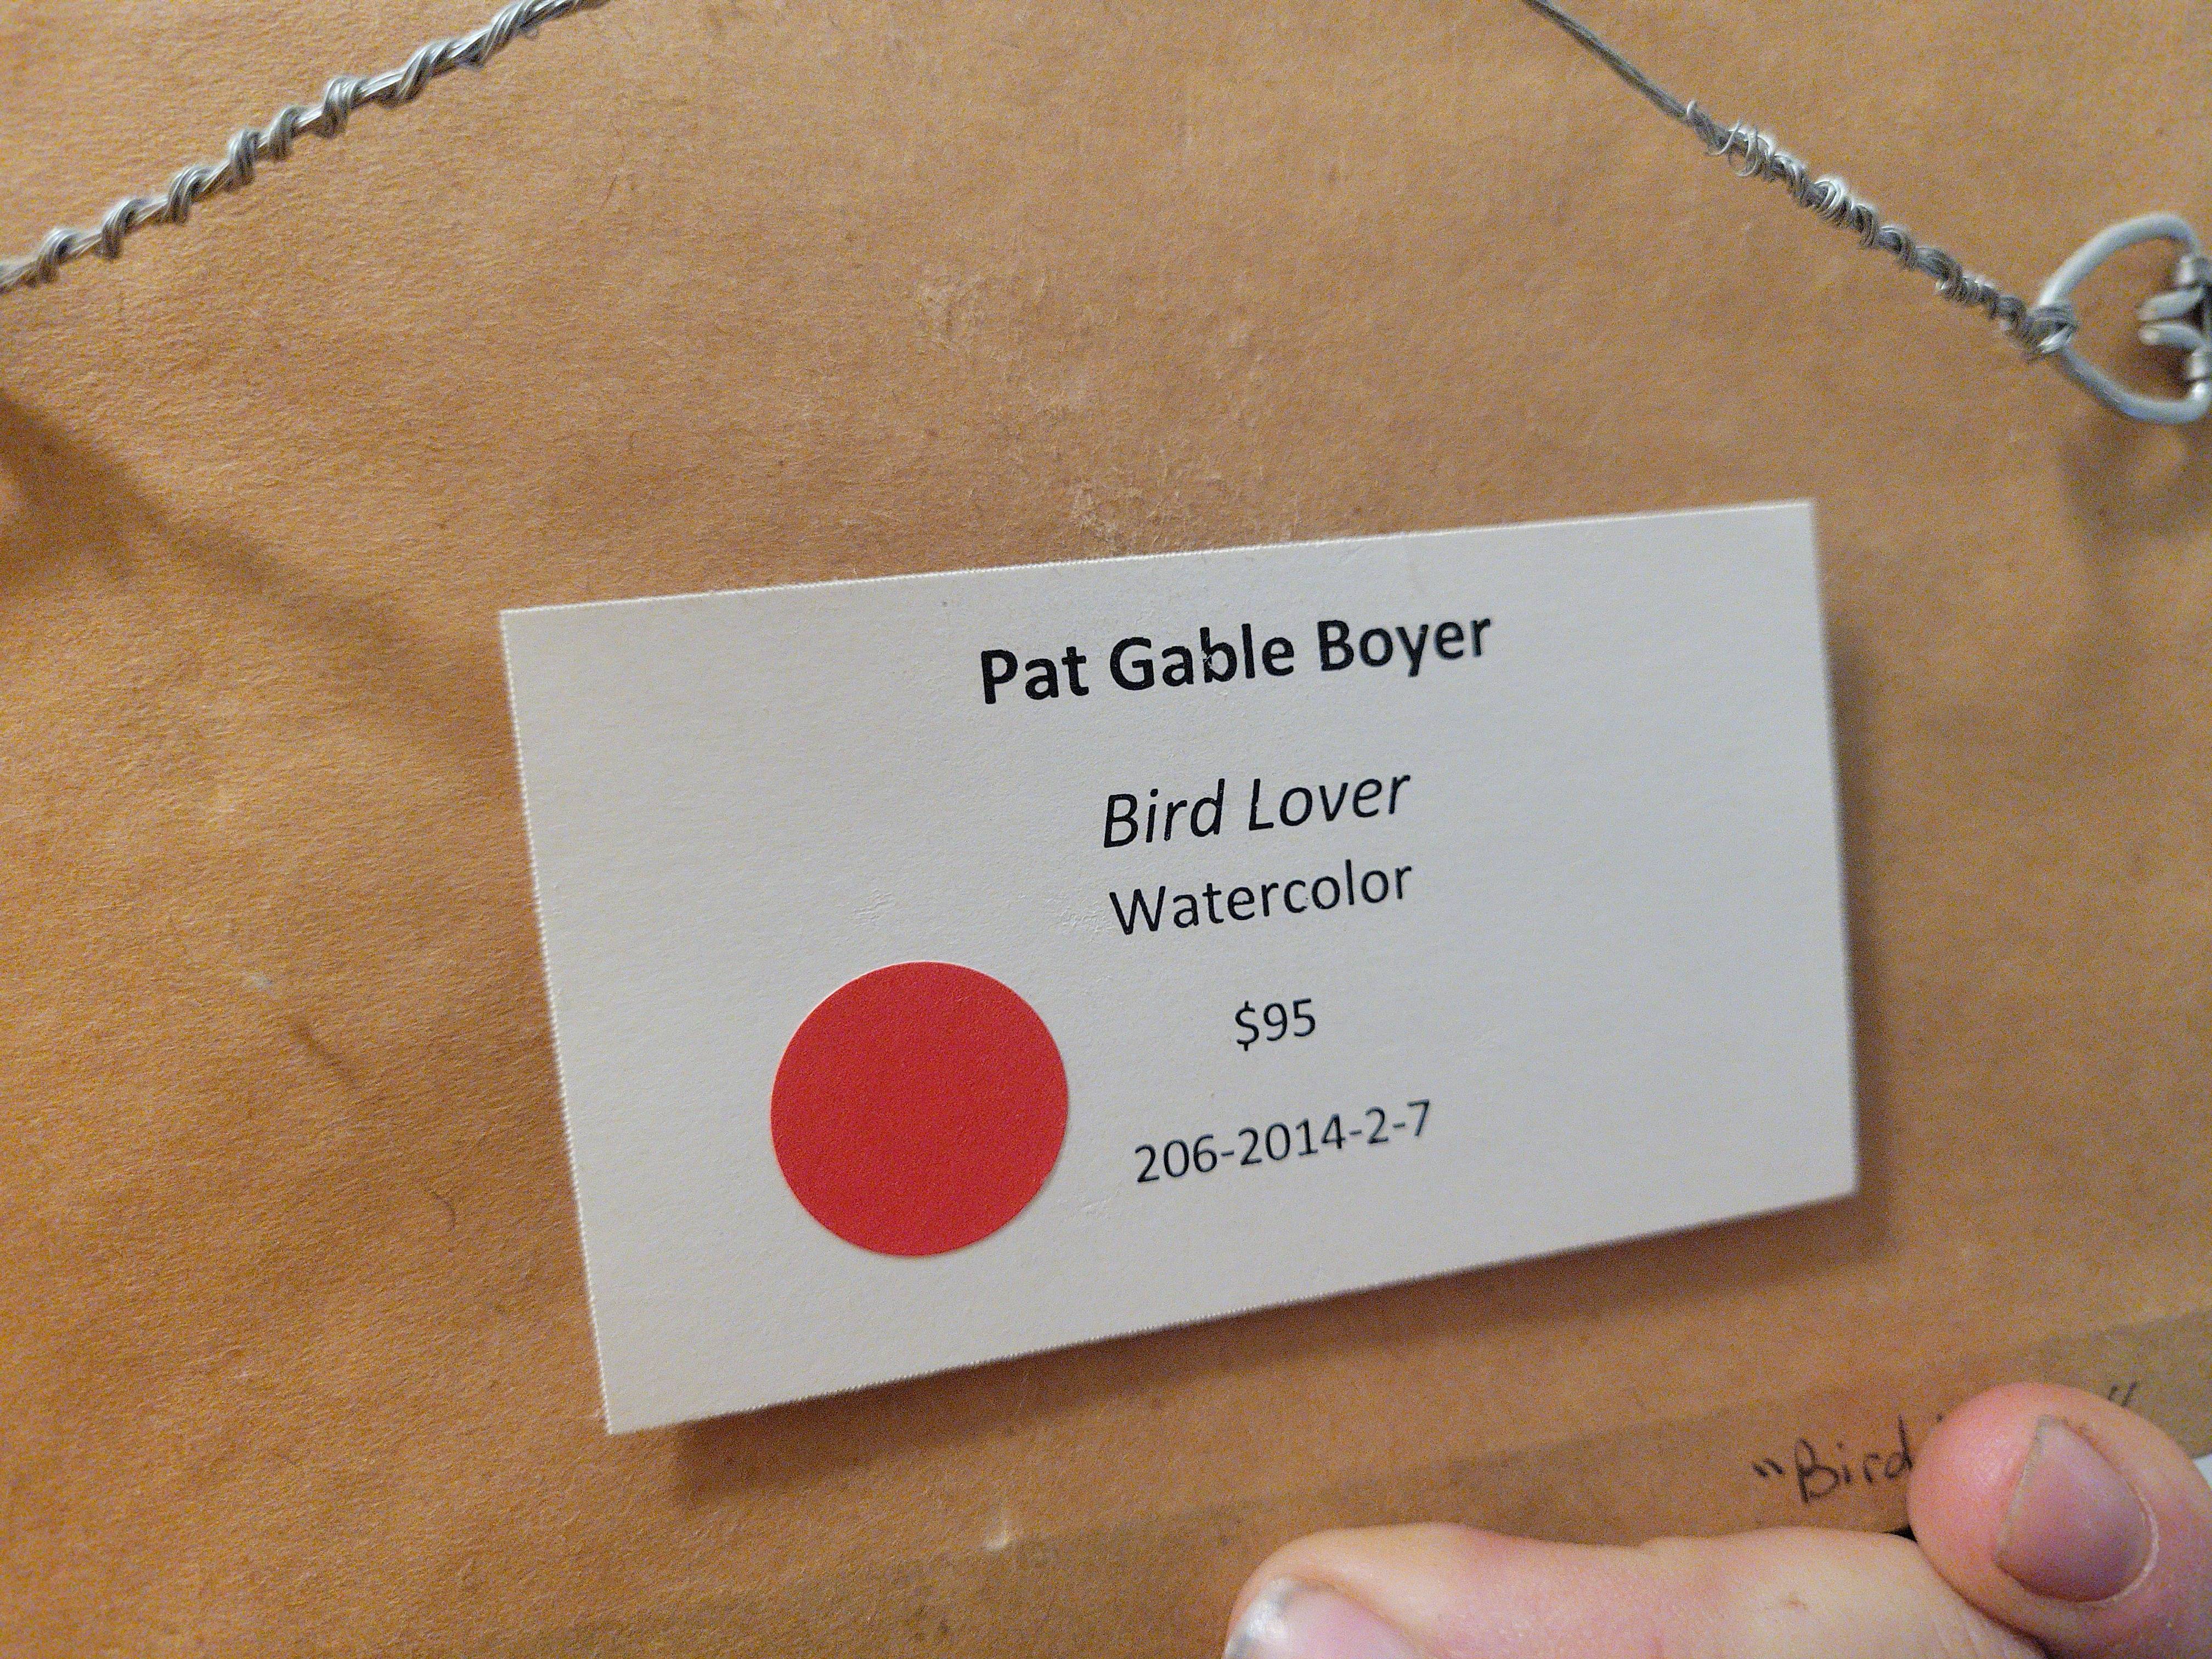 Pat Gable Boyer
Bird Lover
Watercolor
$95
206-2014-2-7
"Bird "